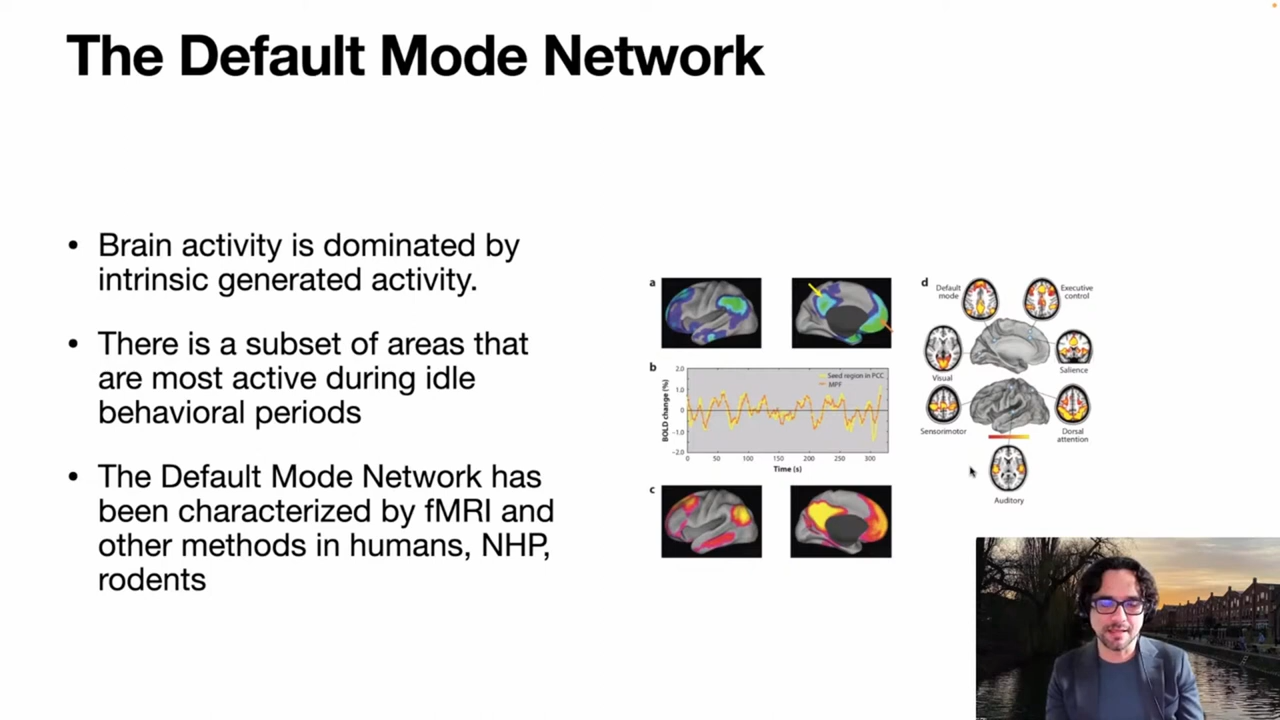 The Default Mode Network
• Brain activity is dominated by
intrinsic generated activity.
• There is a subset of areas that
are most active during idle
behavioral periods
• The Default Mode Network has
been characterized by fMRI and
other methods in humans, NHP,
rodents
a
b
BOLD change (%)
2.0
1.0
0
–1.0
–2.0
Seed region in PCC
MPF
0
50
100
150
200
250
300
Time (s)
c
d
Default
mode
Executive
control
Visual
Salience
Sensorimotor
Dorsal
attention
Auditory